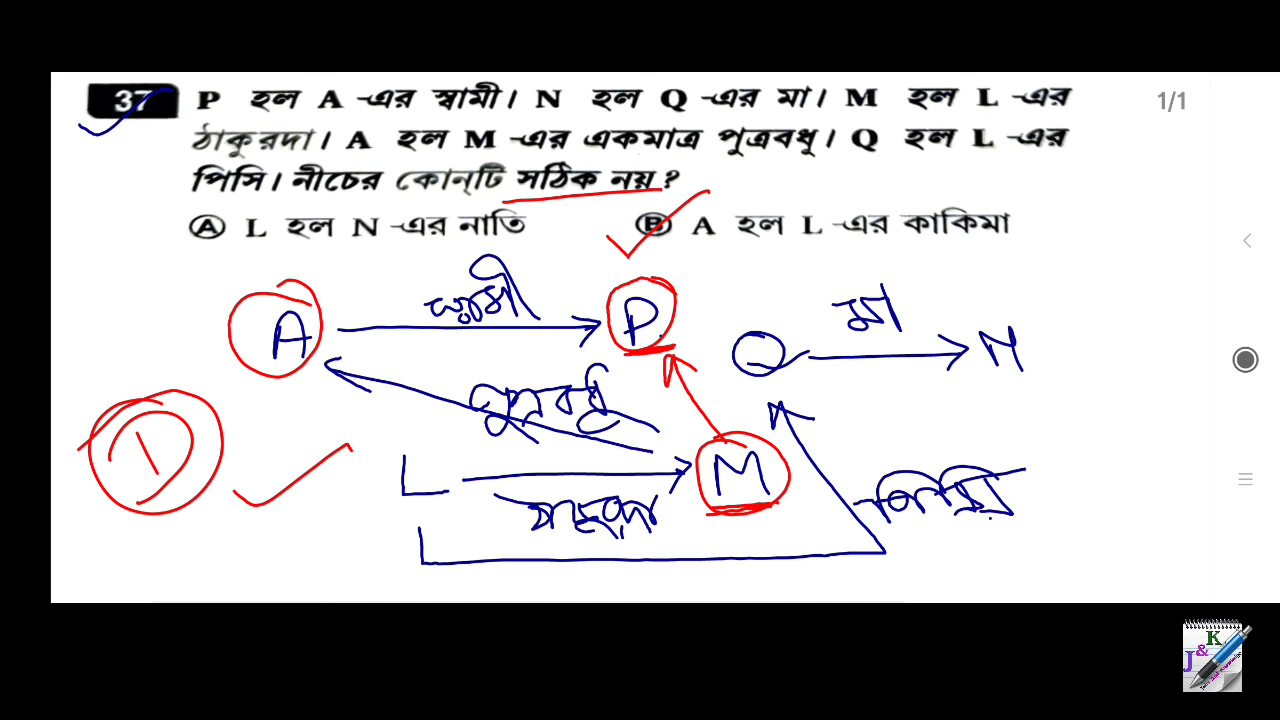 37 P হল A -এর স্বামী। N হল Q -এর মা। M হল L -এর
1/1
ঠাকুরদা। A হল M -এর একমাত্র পুত্রবধু। Q হল L -এর
পিসি। নীচের কোন্‌টি সঠিক নয়?
A L হল N -এর নাতি B A হল L -এর কাকিমা
A স্বামী P Q মা N
পুত্রবধু
D L M
ঠাকুরদা পিসি
J & K